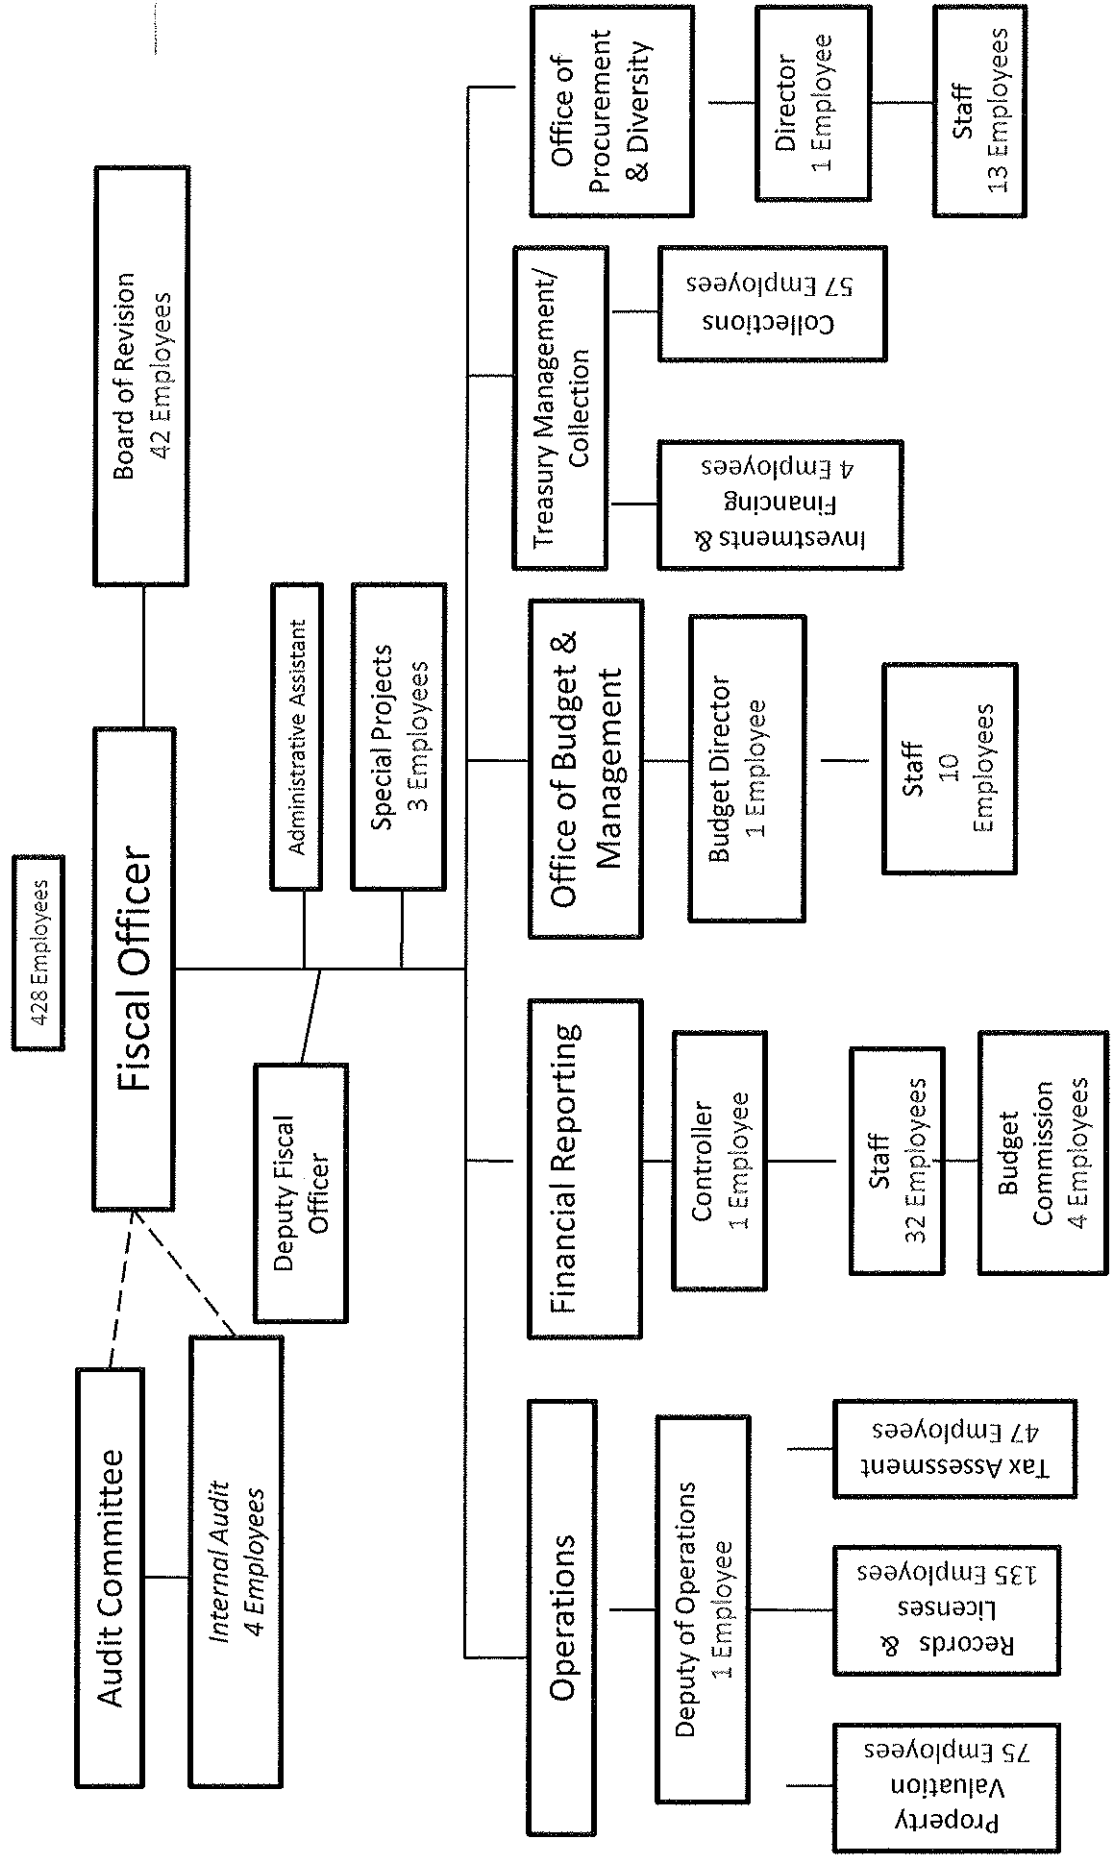 428 Employees
Fiscal Officer
Board of Revision
42 Employees
Audit Committee
Internal Audit
4 Employees
Deputy Fiscal
Officer
Administrative Assistant
Special Projects
3 Employees
Operations
Deputy of Operations
1 Employee
Property
Valuation
75 Employees
Records &
Licenses
135 Employees
Tax Assessment
47 Employees
Financial Reporting
Controller
1 Employee
Staff
32 Employees
Budget
Commission
4 Employees
Office of Budget &
Management
Budget Director
1 Employee
Staff
10
Employees
Treasury Management/
Collection
Investments &
Financing
4 Employees
Collections
57 Employees
Office of
Procurement
& Diversity
Director
1 Employee
Staff
13 Employees